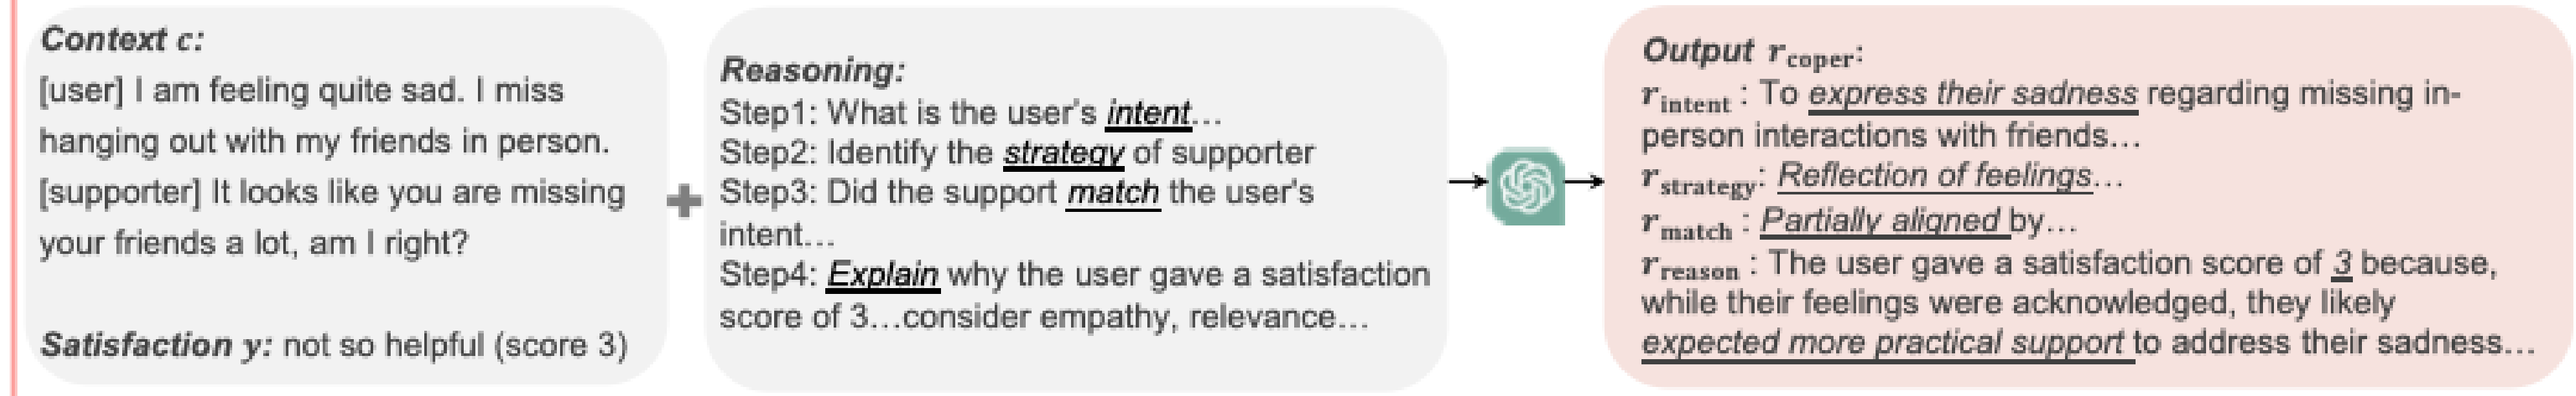 Context c:
[user] I am feeling quite sad. I miss
hanging out with my friends in person.
[supporter] It looks like you are missing
your friends a lot, am I right?
Satisfaction y: not so helpful (score 3)
+
Reasoning:
Step1: What is the user's intent...
Step2: Identify the strategy of supporter
Step3: Did the support match the user's
intent...
Step4: Explain why the user gave a satisfaction
score of 3...consider empathy, relevance...
Output r_coper:
r_intent : To express their sadness regarding missing in-
person interactions with friends...
r_strategy: Reflection of feelings...
r_match : Partially aligned by...
r_reason : The user gave a satisfaction score of 3 because,
while their feelings were acknowledged, they likely
expected more practical support to address their sadness...